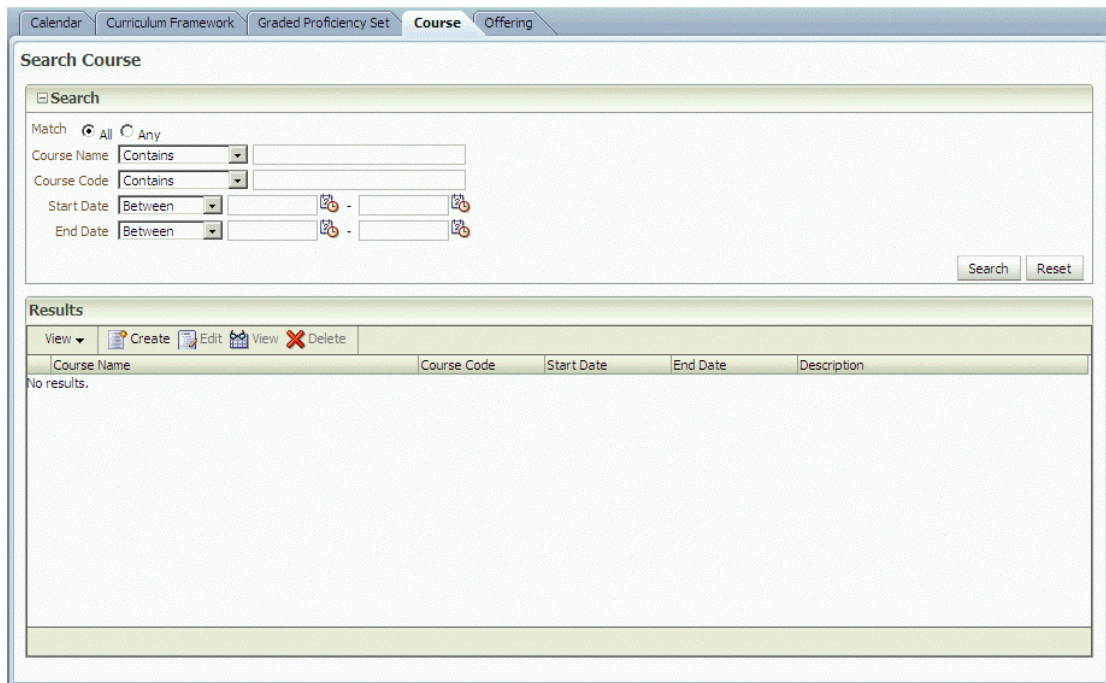 Calendar Curriculum Framework Graded Proficiency Set Course Offering
Search Course
Search
Match All Any
Course Name Contains
Course Code Contains
Start Date Between -
End Date Between -
Search Reset
Results
View Create Edit View Delete
Course Name Course Code Start Date End Date Description
No results.